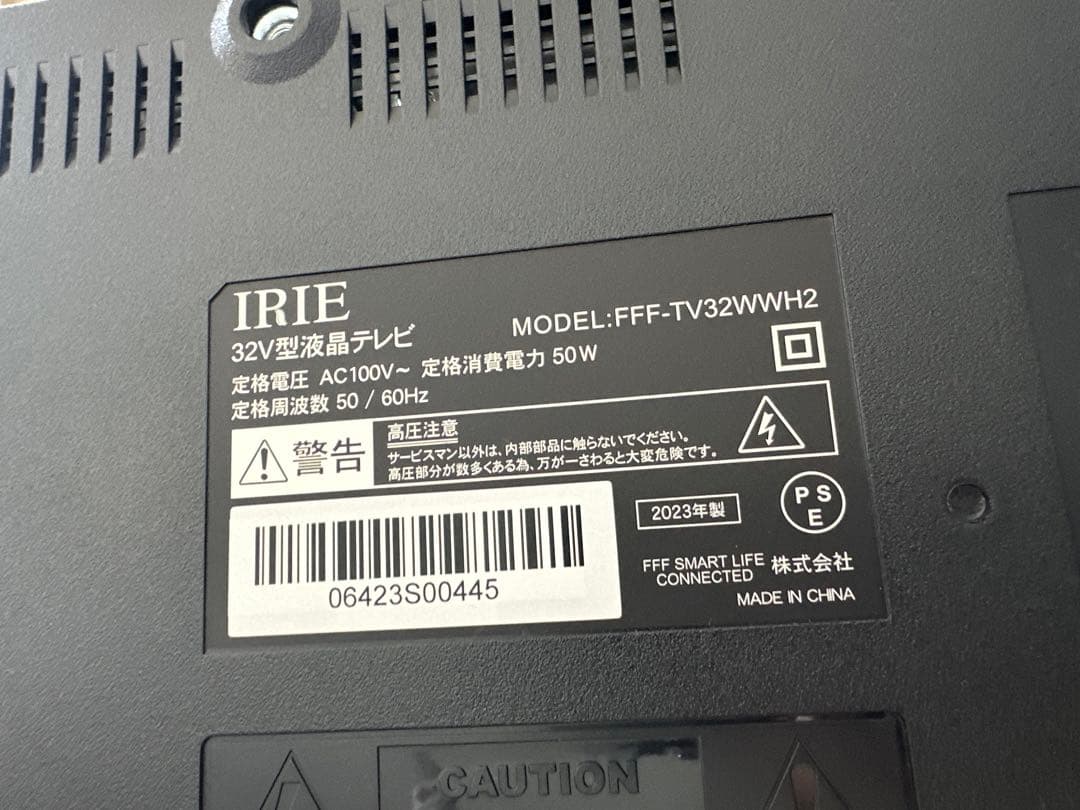 IRIE
MODEL:FFF-TV32WWH2
32V型液晶テレビ
定格電圧 AC100V~ 定格消費電力 50W
定格周波数 50 / 60Hz
警告
高圧注意
サービスマン以外は、内部部品に触らないでください。
高圧部分が数多くある為、万が一さわると大変危険です。
06423S00445
2023年製
PS
E
FFF SMART LIFE
CONNECTED 株式会社
MADE IN CHINA
CAUTION